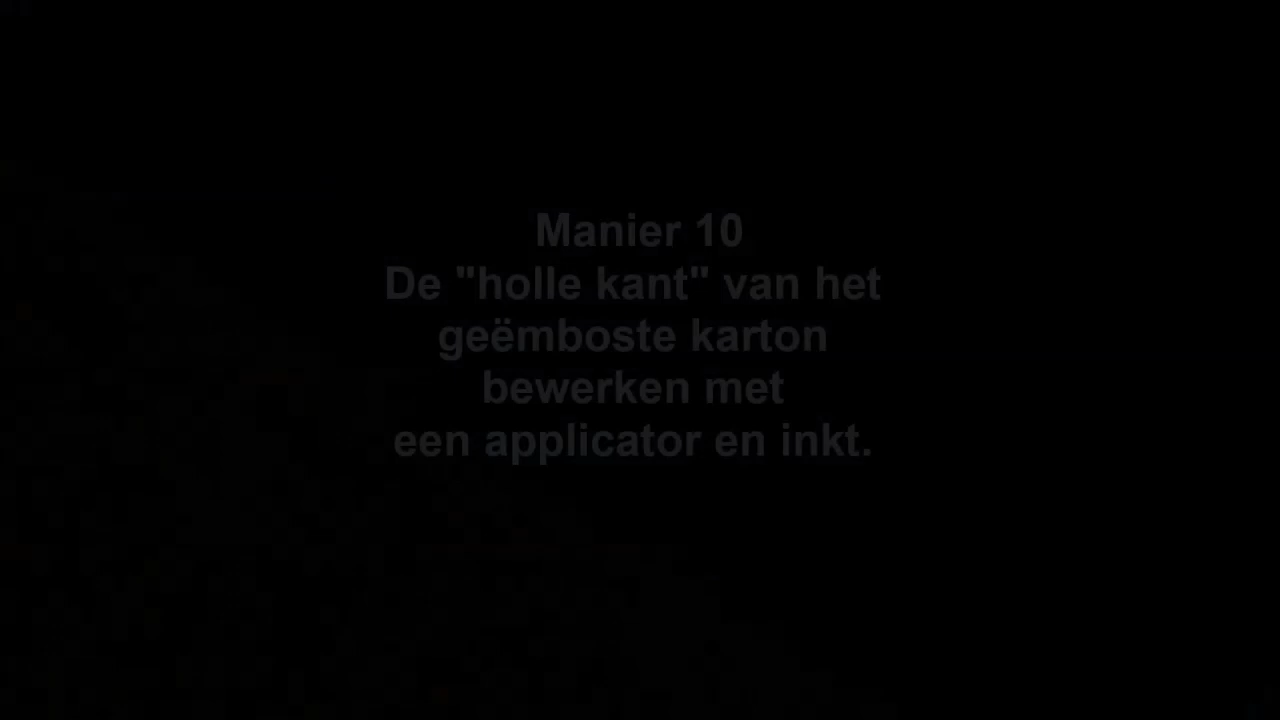 Manier 10
De "holle kant" van het
geëmboste karton
bewerken met
een applicator en inkt.